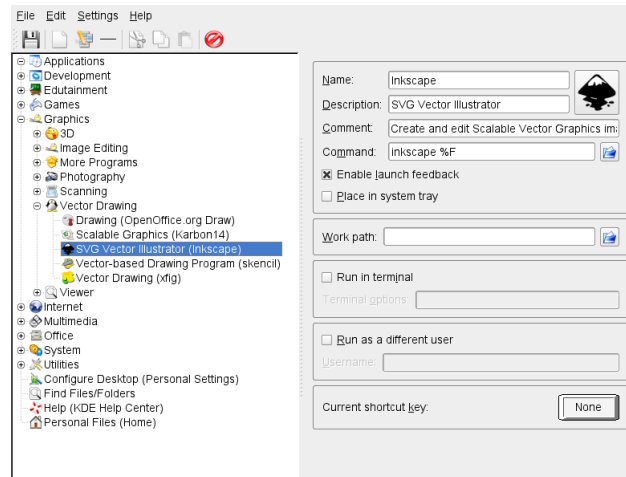 File Edit Settings Help
Applications
Development
Edutainment
Games
Graphics
3D
Image Editing
More Programs
Photography
Scanning
Vector Drawing
Drawing (OpenOffice.org Draw)
Scalable Graphics (Karbon14)
SVG Vector Illustrator (Inkscape)
Vector-based Drawing Program (skencil)
Vector Drawing (xfig)
Viewer
Internet
Multimedia
Office
System
Utilities
Configure Desktop (Personal Settings)
Find Files/Folders
Help (KDE Help Center)
Personal Files (Home)
Name: Inkscape
Description: SVG Vector Illustrator
Comment: Create and edit Scalable Vector Graphics im
Command: inkscape %F
Enable launch feedback
Place in system tray
Work path:
Run in terminal
Terminal options:
Run as a different user
Username:
Current shortcut key: None